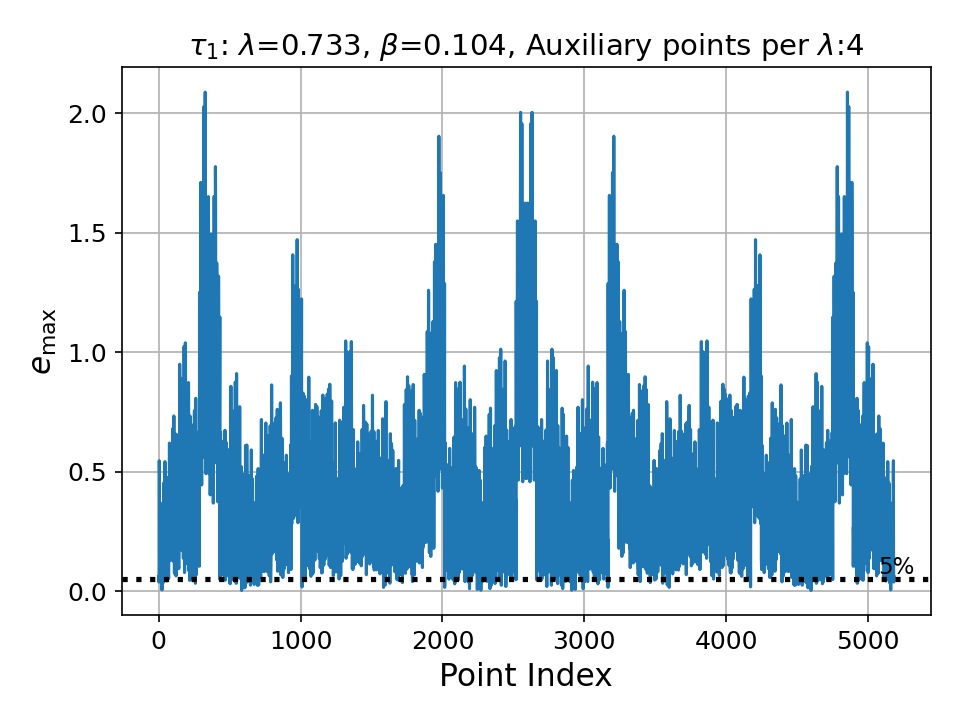 τ₁: λ=0.733, β=0.104, Auxiliary points per λ:4
e_max
2.0
1.5
1.0
0.5
0.0
5%
0 1000 2000 3000 4000 5000
Point Index